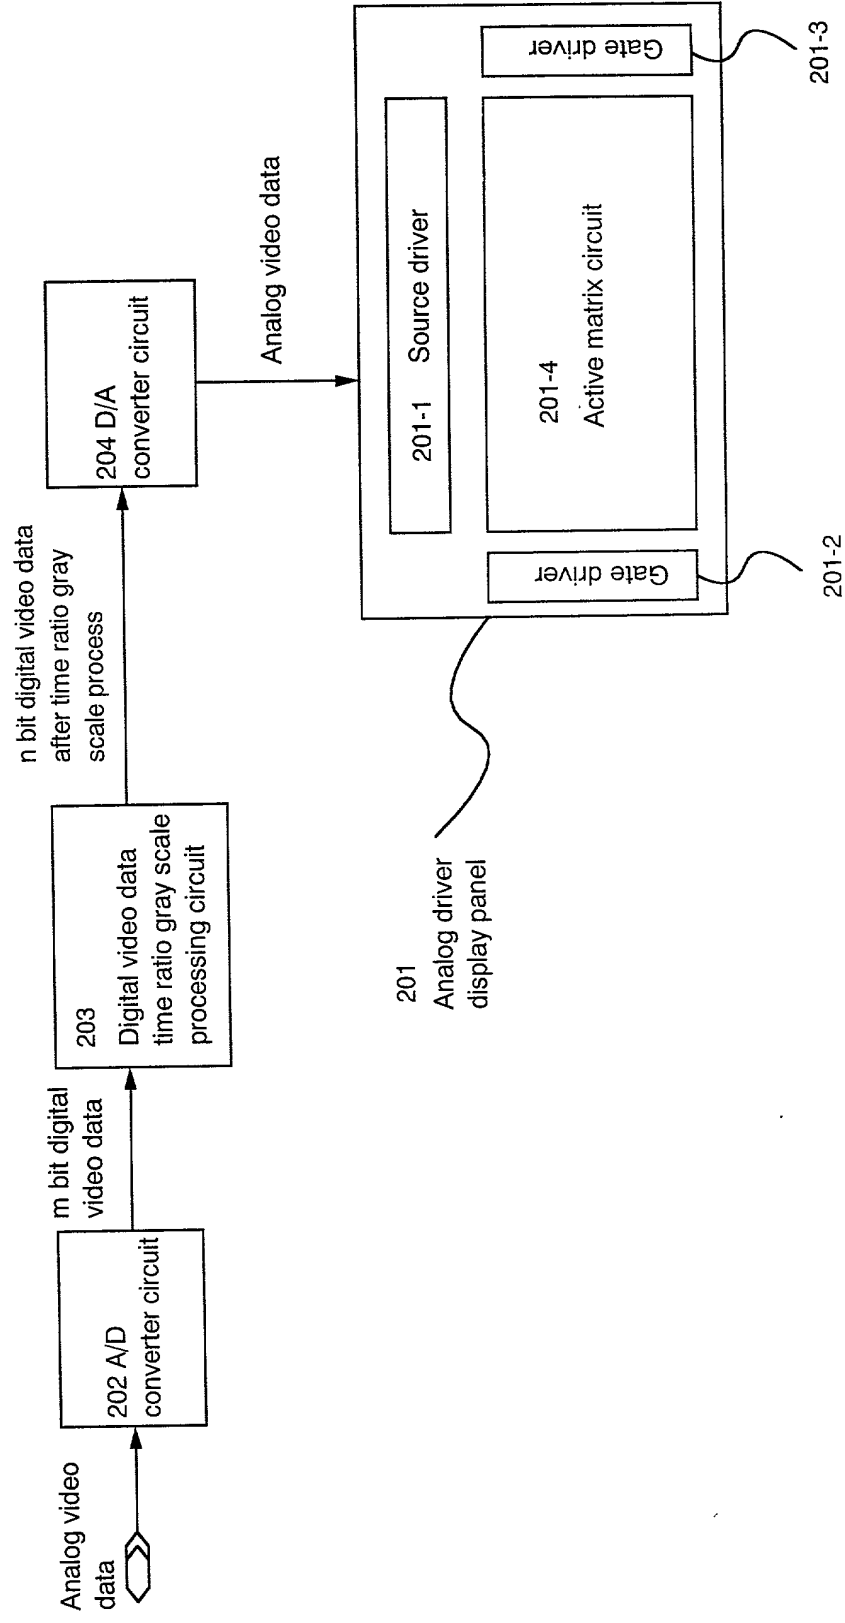 Analog video
data
202 A/D
converter circuit
m bit digital
video data
203
Digital video data
time ratio gray scale
processing circuit
n bit digital video data
after time ratio gray
scale process
204 D/A
converter circuit
Analog video data
201
Analog driver
display panel
201-1 Source driver
Gate driver
201-2
201-4
Active matrix circuit
Gate driver
201-3